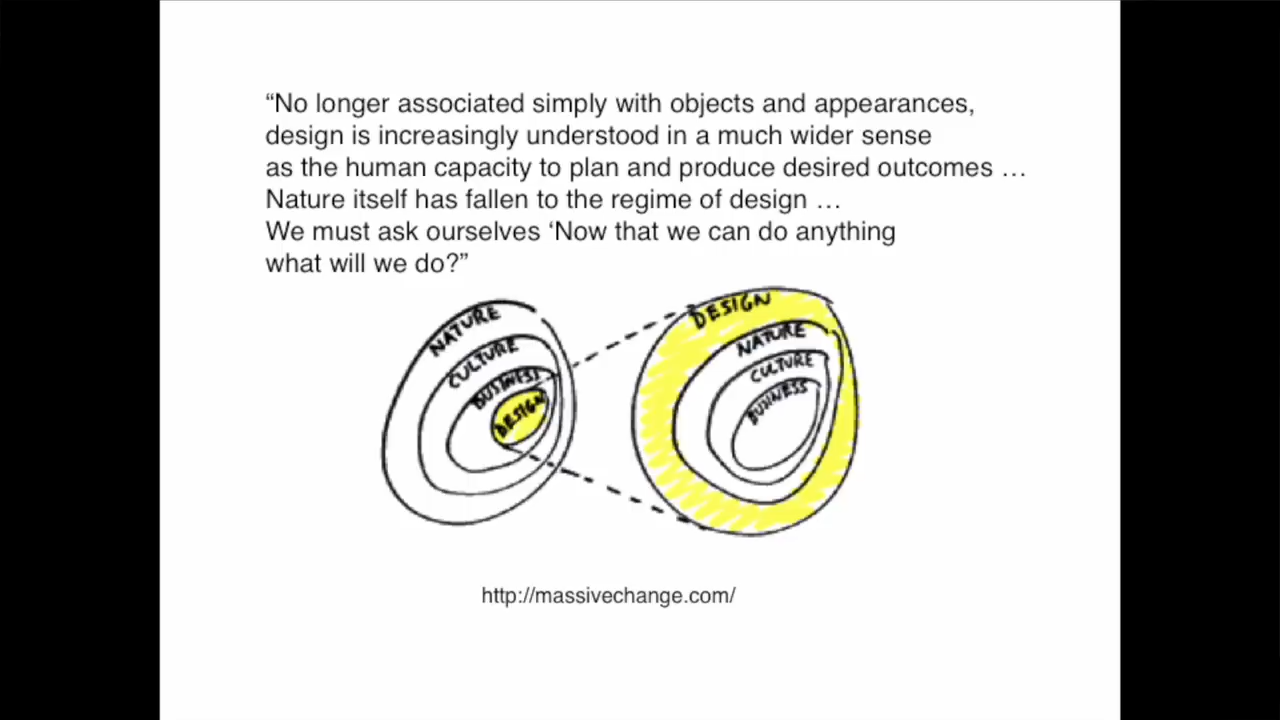 “No longer associated simply with objects and appearances,
design is increasingly understood in a much wider sense
as the human capacity to plan and produce desired outcomes …
Nature itself has fallen to the regime of design …
We must ask ourselves ‘Now that we can do anything
what will we do?”
NATURE
CULTURE
BUSINESS
DESIGN
DESIGN
NATURE
CULTURE
BUSINESS
http://massivechange.com/